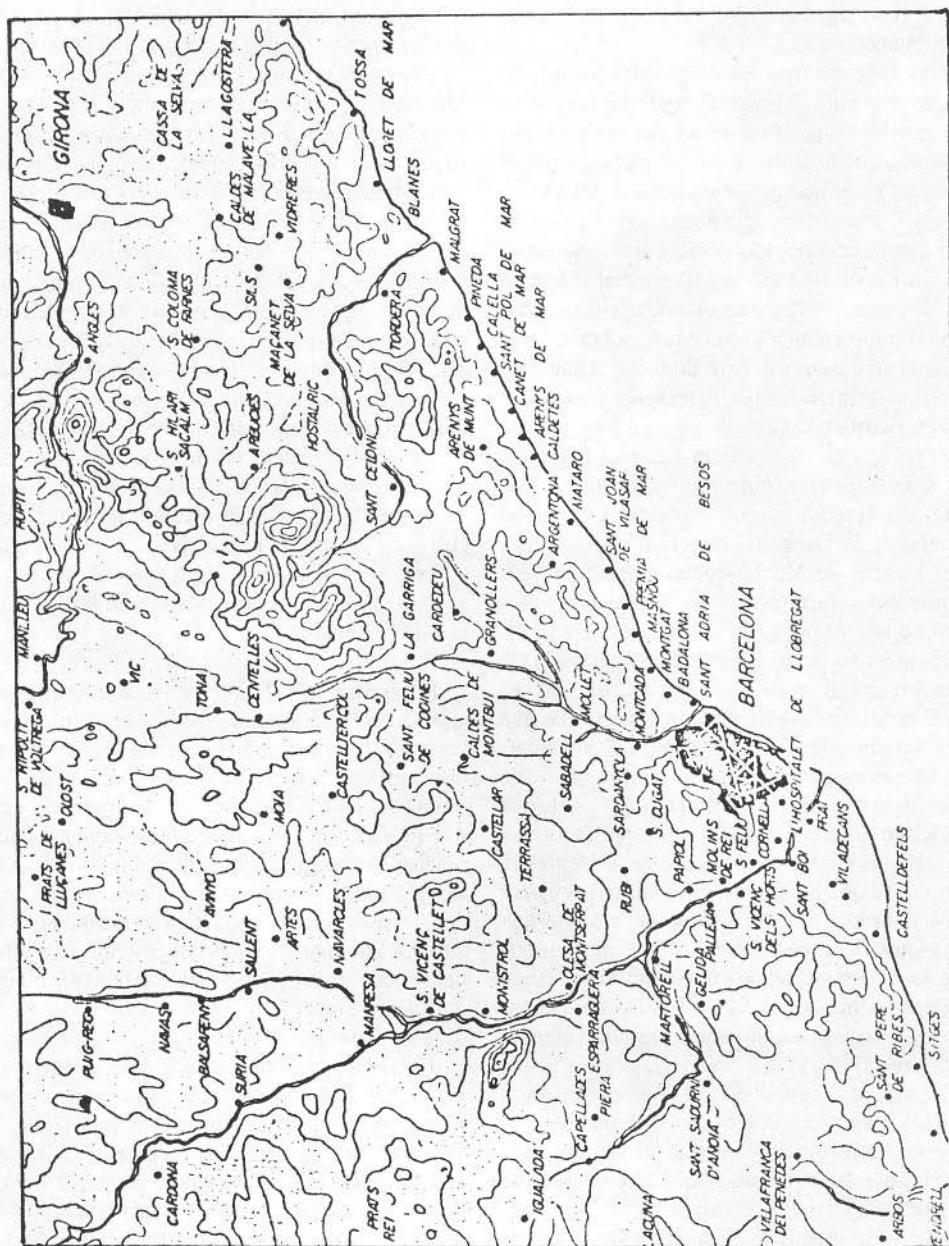 GIRONA
CASSA DE
LA SELVA
LLAGOSTERA
CALDES
DE MALAVE-LA
VIDRERES
TOSSA
LLORET DE MAR
BLANES
ANGLES
S. COLOMA
DE FARNES
SILS
MAÇANET
DE LA SELVA
TORDERA
MALGRAT
PINEDA
MAR
CALELLA
SANT POL DE
CANET DE MAR
ARENYS DE MAR
CALDETES
RUPIT
S. HILARI
SACALM
ARBUCIES
HOSTALRIC
SANT CELONI
ARENYS
DE MUNT
MATARO
ARGENTONA
SANT JOAN
DE VILASAR
DE MAR
PREMIA
MASNOU
MONTGAT
BADALONA
SANT ADRIA DE BESOS
BARCELONA
MANLLEU
S HIPOLIT
DE VOLTREGA
VIC
TONA
CENTELLES
LA GARRIGA
CARDEDEU
GRANOLLERS
MOLLET
MONTCADA
PRATS DE
LLUÇAMES
OLOST
MOIA
CASTELLTERÇO
SANT FELIU
DE CODINES
CALDES DE
MONTBUI
SABADELL
SARDANYOLA
S. CUGAT
L'HOSPITALET DE LLOBREGAT
AVINYO
SALLENT
ARTES
NAVARCLES
CASTELLAR
TERRASSA
RUBI
PAPIOL
MOLINS
DE REI
S FELIU
CORNELLA
PRAT
SANT BOI
VILADECANS
S. VICENÇ
DELS HORTS
PALLEJA
CASTELLDEFELS
PUIG-REIG
NAVAS
BALSARENY
SURIA
MANRESA
S. VICENÇ
DE CASTELLET
MONISTROL
OLESA DE
MONTSERRAT
ESPARRAGUERA
MARTORELL
GELIDA
CARDONA
PRATS
REI
IGUALADA
CAPELLADES
PIERA
SANT SADURNI
D'ANOIA
LACUNA
VILAFRANCA
DEL PENEDES
SANT PERE
DE RIBES
SITGES
ARBOS